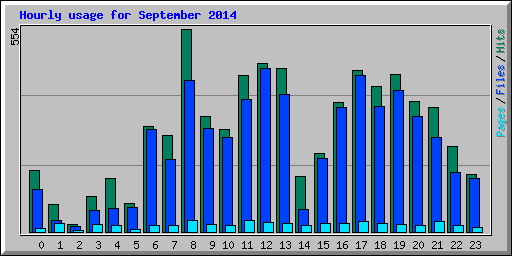 Hourly usage for September 2014
554
Pages/Files/Hits
0 1 2 3 4 5 6 7 8 9 10 11 12 13 14 15 16 17 18 19 20 21 22 23